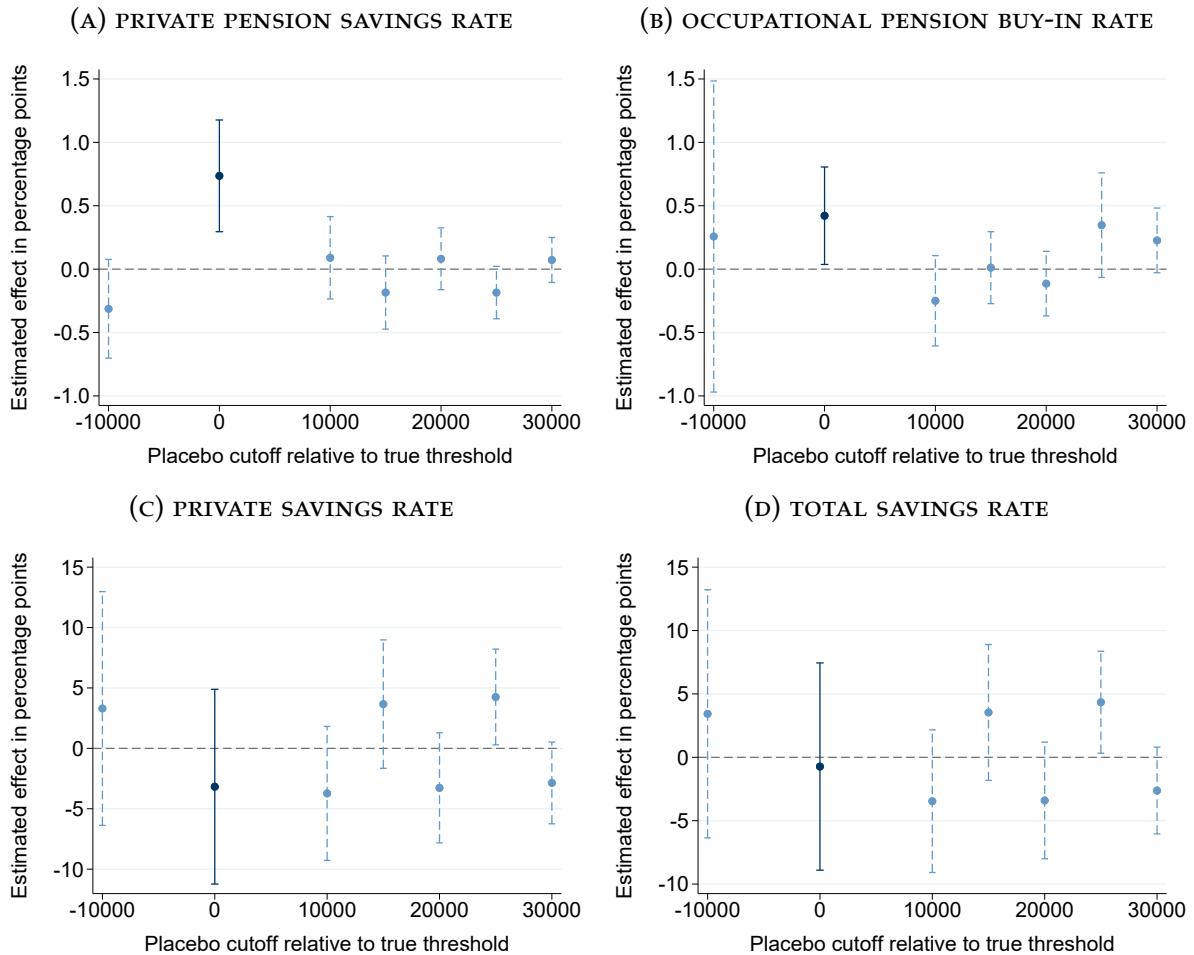 (A) PRIVATE PENSION SAVINGS RATE
Estimated effect in percentage points
1.5
1.0
0.5
0.0
-0.5
-1.0
-10000 0 10000 20000 30000
Placebo cutoff relative to true threshold
(B) OCCUPATIONAL PENSION BUY-IN RATE
Estimated effect in percentage points
1.5
1.0
0.5
0.0
-0.5
-1.0
-10000 0 10000 20000 30000
Placebo cutoff relative to true threshold
(C) PRIVATE SAVINGS RATE
Estimated effect in percentage points
15
10
5
0
-5
-10
-10000 0 10000 20000 30000
Placebo cutoff relative to true threshold
(D) TOTAL SAVINGS RATE
Estimated effect in percentage points
15
10
5
0
-5
-10
-10000 0 10000 20000 30000
Placebo cutoff relative to true threshold